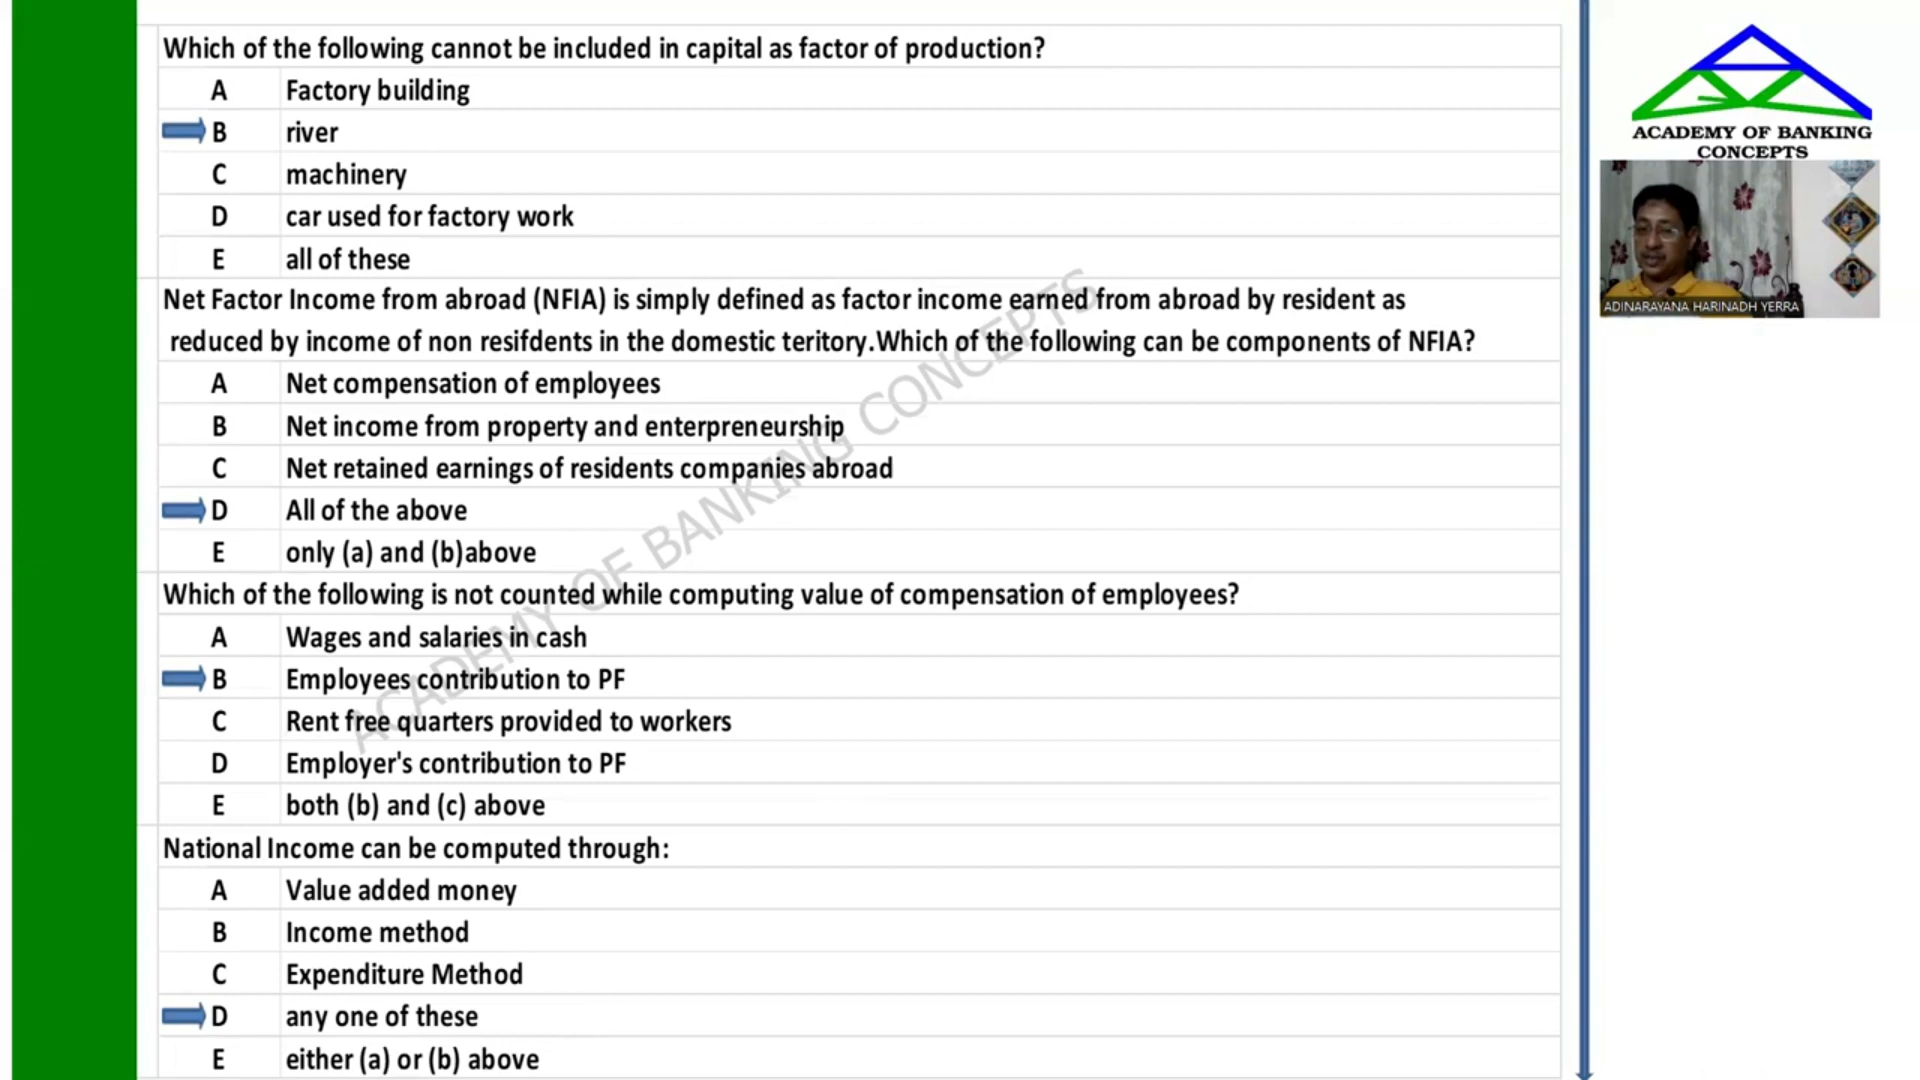 Which of the following cannot be included in capital as factor of production?
A Factory building
B river
C machinery
D car used for factory work
E all of these
Net Factor Income from abroad (NFIA) is simply defined as factor income earned from abroad by resident as
reduced by income of non resifdents in the domestic teritory.Which of the following can be components of NFIA?
A Net compensation of employees
B Net income from property and enterpreneurship
C Net retained earnings of residents companies abroad
D All of the above
E only (a) and (b)above
Which of the following is not counted while computing value of compensation of employees?
A Wages and salaries in cash
B Employees contribution to PF
C Rent free quarters provided to workers
D Employer's contribution to PF
E both (b) and (c) above
National Income can be computed through:
A Value added money
B Income method
C Expenditure Method
D any one of these
E either (a) or (b) above
ACADEMY OF BANKING CONCEPTS
ACADEMY OF BANKING
CONCEPTS
ADINARAYANA HARINADH YERRA